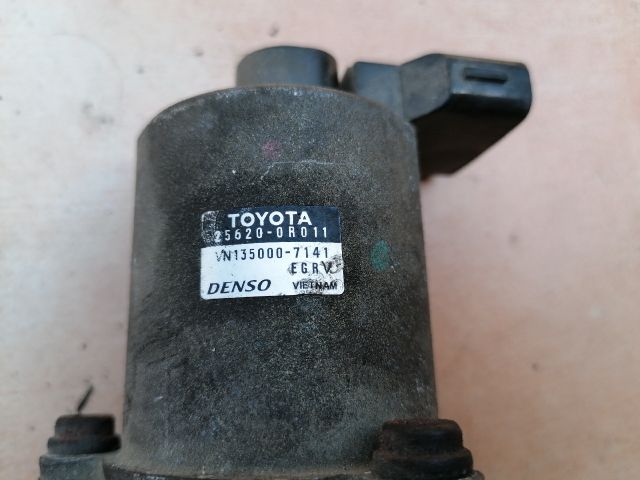 TOYOTA
25620-0R011
VN135000-7141
EGRV
DENSO VIETNAM